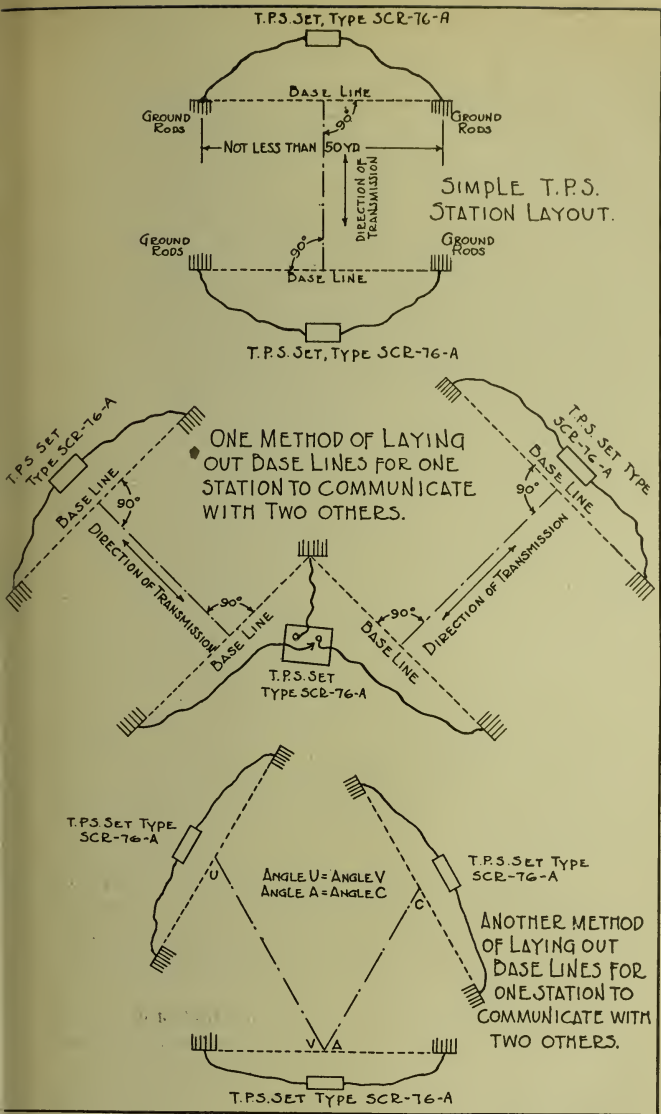 T.P.S. SET, TYPE SCR-76-A
BASE LINE
GROUND
RODS
GROUND
RODS
90°
NOT LESS THAN 50 YD
DIRECTION OF
TRANSMISSION
SIMPLE T.P.S.
STATION LAYOUT.
GROUND
RODS
GROUND
RODS
90°
BASE LINE
T.P.S. SET, TYPE SCR-76-A
T.P.S SET
TYPE SCR-76-A
BASE LINE
90°
DIRECTION OF TRANSMISSION
90°
BASE LINE
ONE METHOD OF LAYING
OUT BASE LINES FOR ONE
STATION TO COMMUNICATE
WITH TWO OTHERS.
T.P.S. SET TYPE
SCR-76-A
BASE LINE
90°
DIRECTION OF TRANSMISSION
90°
BASE LINE
T.P.S. SET
TYPE SCR-76-A
T.P.S. SET TYPE
SCR-76-A
U
ANGLE U = ANGLE V
ANGLE A = ANGLE C
C
T.P.S. SET TYPE
SCR-76-A
ANOTHER METHOD
OF LAYING OUT
BASE LINES FOR
ONE STATION TO
COMMUNICATE WITH
TWO OTHERS.
V A
T.P.S. SET TYPE SCR-76-A